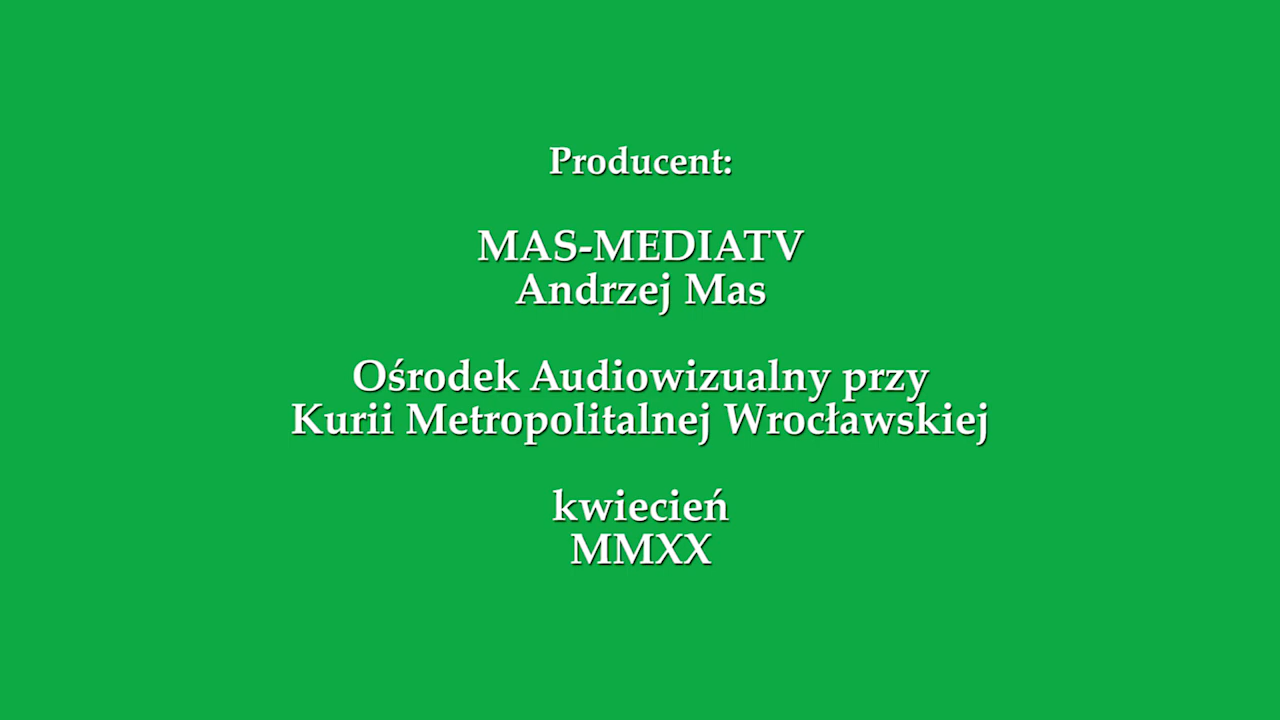 Producent:
MAS-MEDIATV
Andrzej Mas
Ośrodek Audiowizualny przy
Kurii Metropolitalnej Wrocławskiej
kwiecień
MMXX